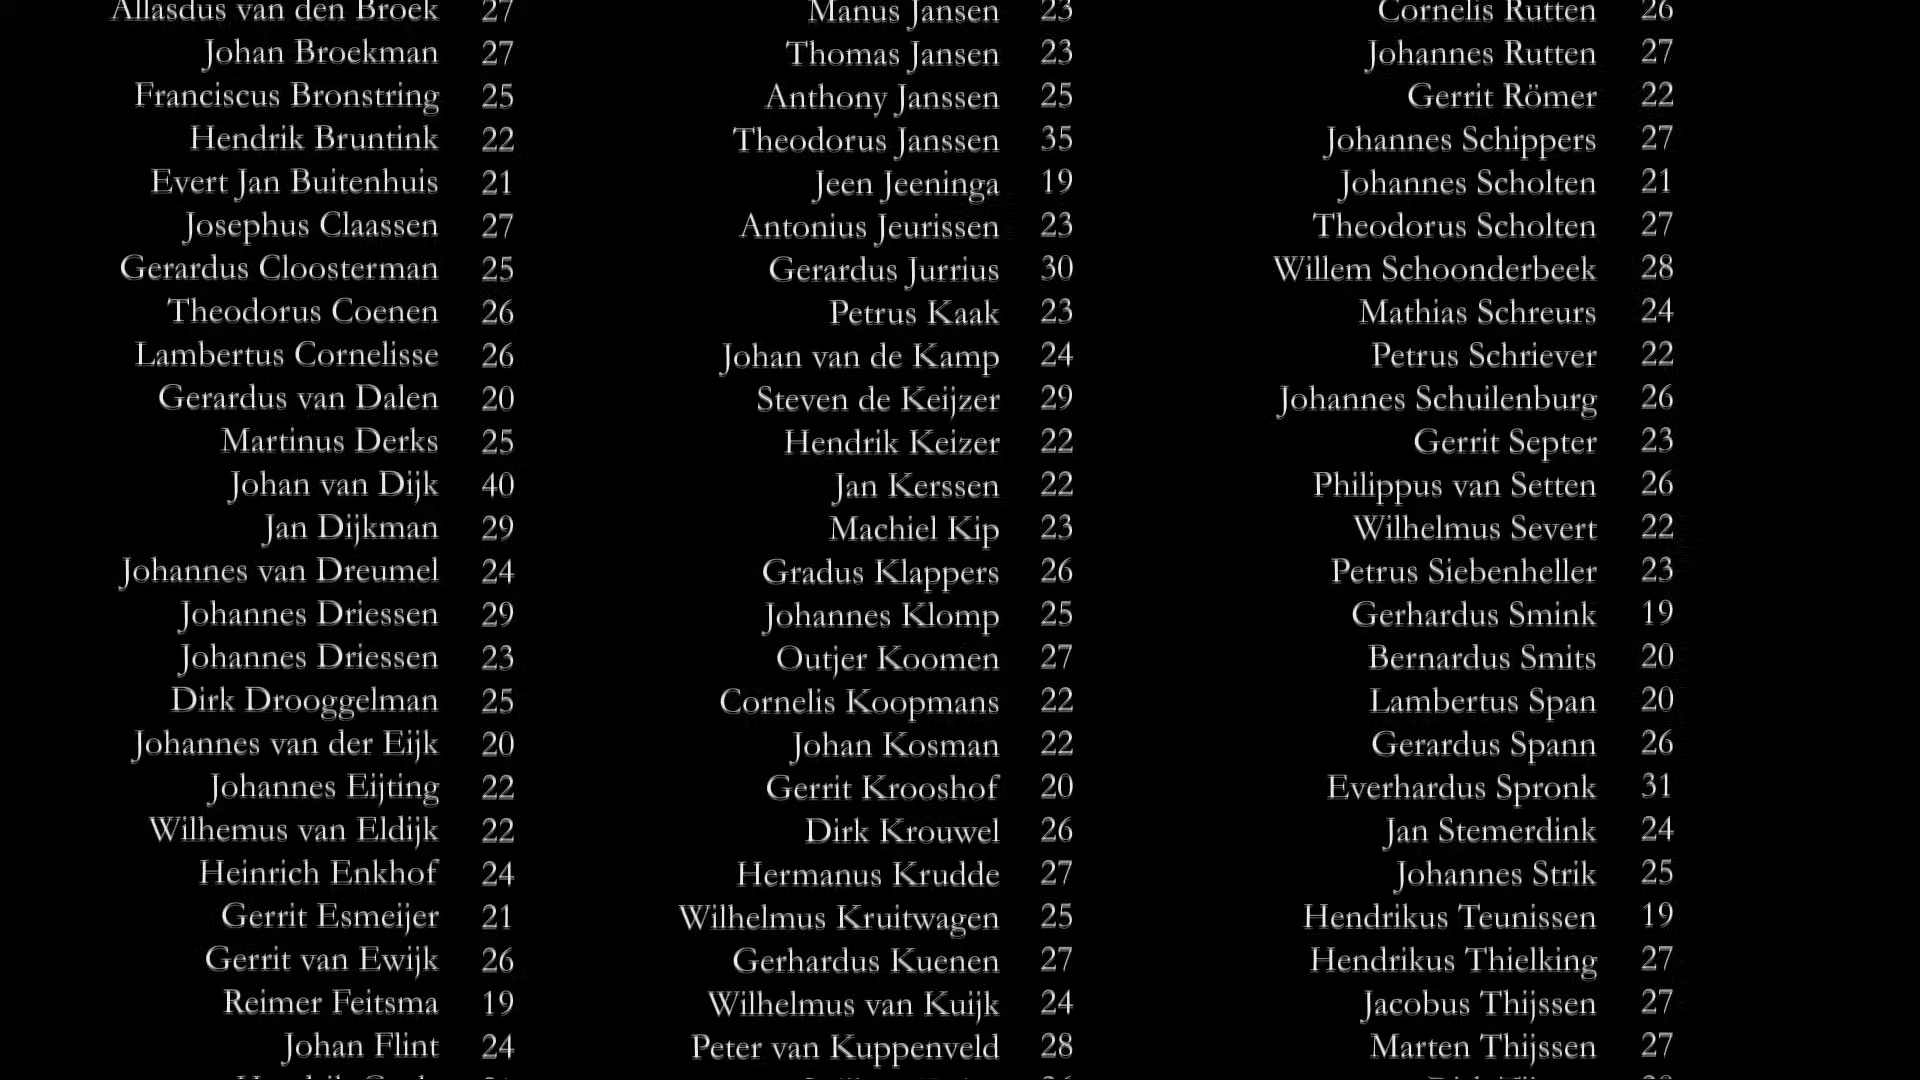 Allasdus van den Broek 27
Johan Broekman 27
Franciscus Bronstring 25
Hendrik Bruntink 22
Evert Jan Buitenhuis 21
Josephus Claassen 27
Gerardus Cloosterman 25
Theodorus Coenen 26
Lambertus Cornelisse 26
Gerardus van Dalen 20
Martinus Derks 25
Johan van Dijk 40
Jan Dijkman 29
Johannes van Dreumel 24
Johannes Driessen 29
Johannes Driessen 23
Dirk Drooggelman 25
Johannes van der Eijk 20
Johannes Eijting 22
Wilhemus van Eldijk 22
Heinrich Enkhof 24
Gerrit Esmeijer 21
Gerrit van Ewijk 26
Reimer Feitsma 19
Johan Flint 24
Manus Jansen 23
Thomas Jansen 23
Anthony Janssen 25
Theodorus Janssen 35
Jeen Jeeninga 19
Antonius Jeurissen 23
Gerardus Jurrius 30
Petrus Kaak 23
Johan van de Kamp 24
Steven de Keijzer 29
Hendrik Keizer 22
Jan Kerssen 22
Machiel Kip 23
Gradus Klappers 26
Johannes Klomp 25
Outjer Koomen 27
Cornelis Koopmans 22
Johan Kosman 22
Gerrit Krooshof 20
Dirk Krouwel 26
Hermanus Krudde 27
Wilhelmus Kruitwagen 25
Gerhardus Kuenen 27
Wilhelmus van Kuijk 24
Peter van Kuppenveld 28
Cornelis Rutten 26
Johannes Rutten 27
Gerrit Römer 22
Johannes Schippers 27
Johannes Scholten 21
Theodorus Scholten 27
Willem Schoonderbeek 28
Mathias Schreurs 24
Petrus Schriever 22
Johannes Schuilenburg 26
Gerrit Septer 23
Philippus van Setten 26
Wilhelmus Severt 22
Petrus Siebenheller 23
Gerhardus Smink 19
Bernardus Smits 20
Lambertus Span 20
Gerardus Spann 26
Everhardus Spronk 31
Jan Stemerdink 24
Johannes Strik 25
Hendrikus Teunissen 19
Hendrikus Thielking 27
Jacobus Thijssen 27
Marten Thijssen 27